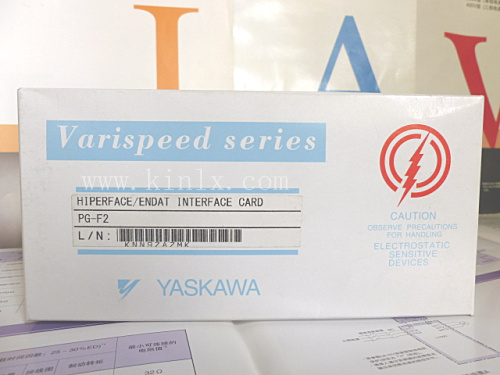 I A W
Varispeed series
www.kinlx.com
HIPERFACE/ENDAT INTERFACE CARD
PG-F2
L/N:
YASKAWA
CAUTION
OBSERVE PRECAUTIONS
FOR HANDLING
ELECTROSTATIC
SENSITIVE
DEVICES
30Ω